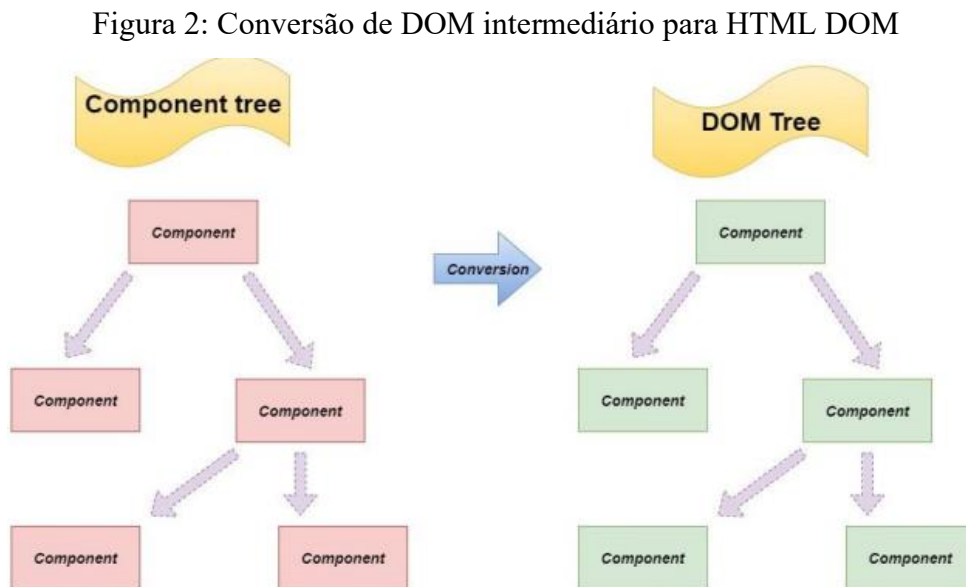 Figura 2: Conversão de DOM intermediário para HTML DOM
Component tree
DOM Tree
Component
Conversion
Component
Component
Component
Component
Component
Component
Component
Component
Component
Component